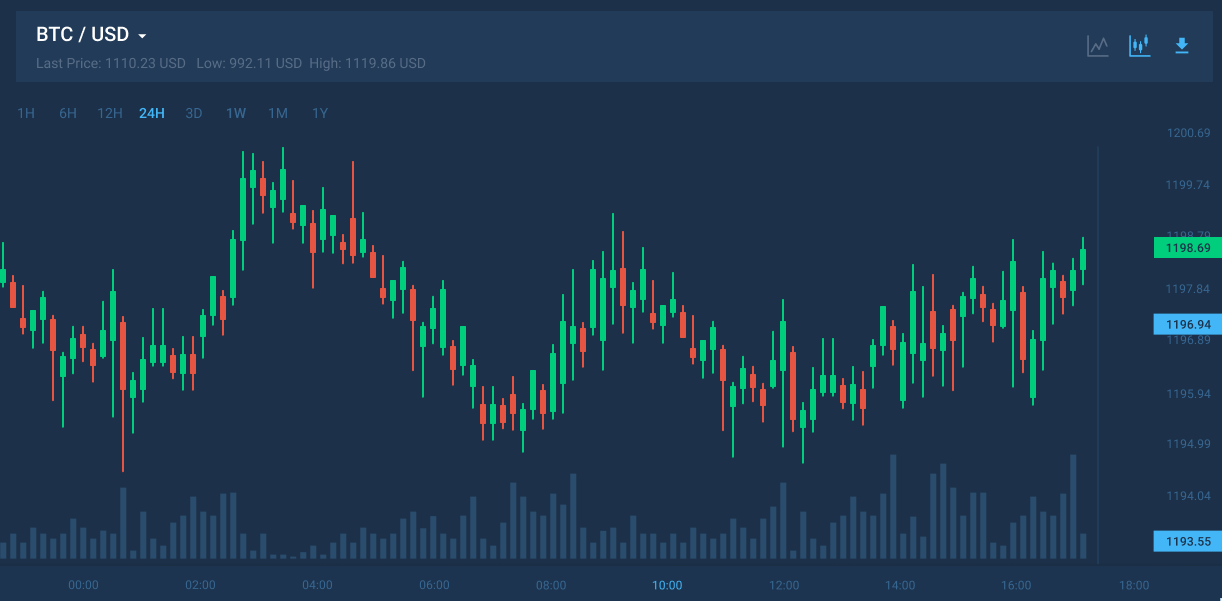 BTC / USD
Last Price: 1110.23 USD Low: 992.11 USD High: 1119.86 USD
1H 6H 12H 24H 3D 1W 1M 1Y
1200.69
1199.74
1198.79
1198.69
1197.84
1196.94
1196.89
1195.94
1194.99
1194.04
1193.55
00:00 02:00 04:00 06:00 08:00 10:00 12:00 14:00 16:00 18:00